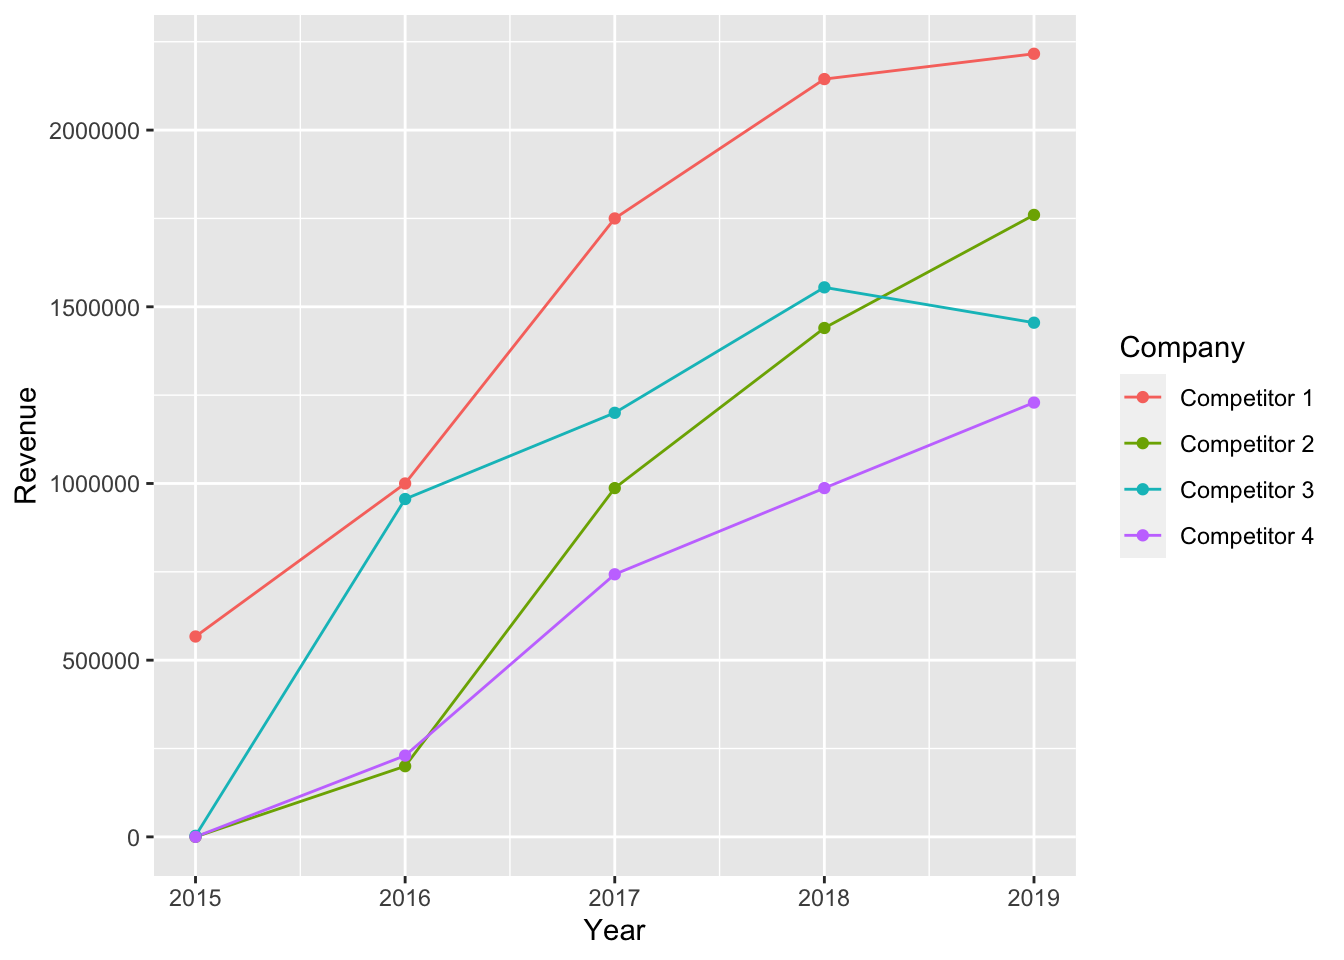 2000000
1500000
1000000
500000
0
Revenue
2015 2016 2017 2018 2019
Year
Company
Competitor 1
Competitor 2
Competitor 3
Competitor 4